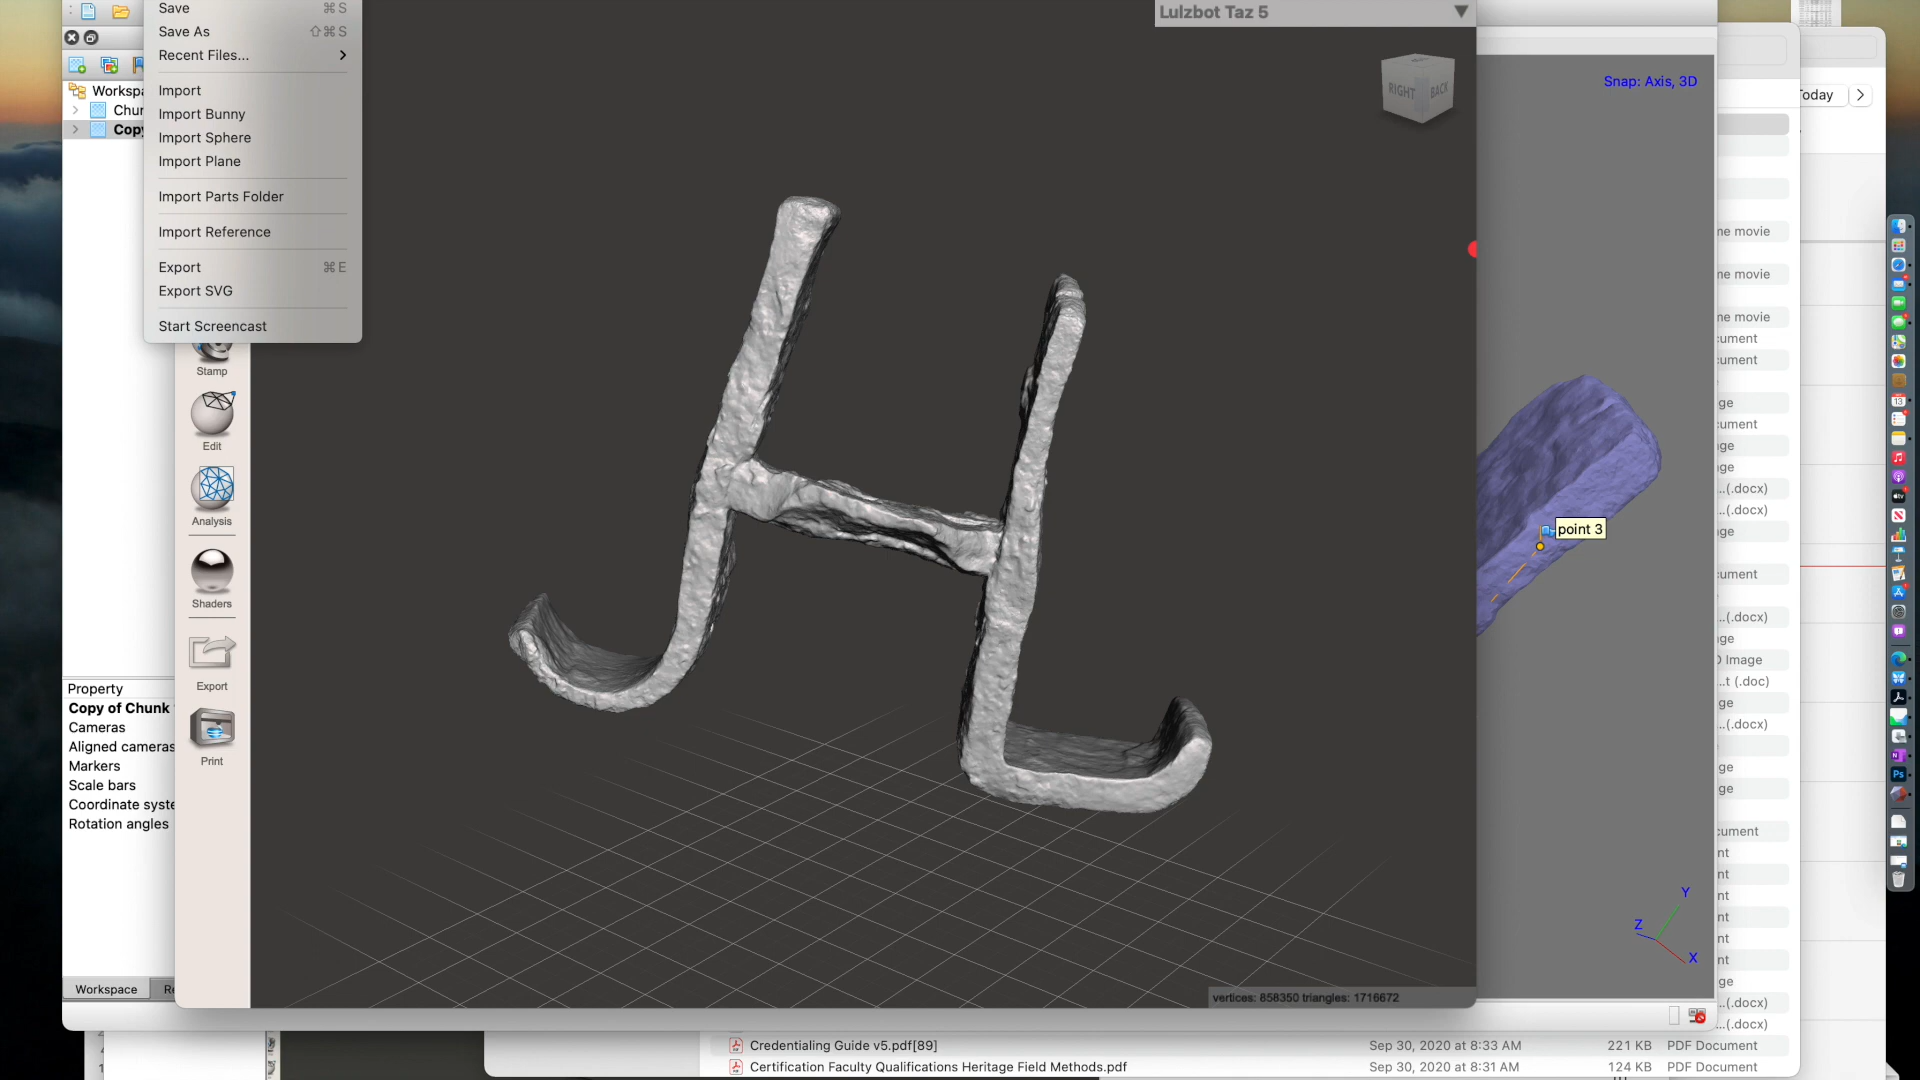 Save ⌘ S
Save As ⇧ ⌘ S
Recent Files...
Import
Import Bunny
Import Sphere
Import Plane
Import Parts Folder
Import Reference
Export ⌘ E
Export SVG
Start Screencast
Workspa
Chun
Copy
Stamp
Edit
Analysis
Shaders
Export
Print
Property
Copy of Chunk
Cameras
Aligned cameras
Markers
Scale bars
Coordinate syste
Rotation angles
Workspace Re
Lulzbot Taz 5
RIGHT BACK
vertices: 858350 triangles: 1716672
Snap: Axis, 3D
point 3
Y
Z
X
Today
ne movie
ne movie
ne movie
ument
ument
ge
ument
ge
ge
...(.docx)
...(.docx)
ge
ument
...(.docx)
ge
D Image
...t (.doc)
ge
...(.docx)
ge
ge
ument
nt
nt
nt
nt
nt
nt
ge
...(.docx)
...(.docx)
13
tv
Ps
Credentialing Guide v5.pdf[89] Sep 30, 2020 at 8:33 AM 221 KB PDF Document
Certification Faculty Qualifications Heritage Field Methods.pdf Sep 30, 2020 at 8:31 AM 124 KB PDF Document